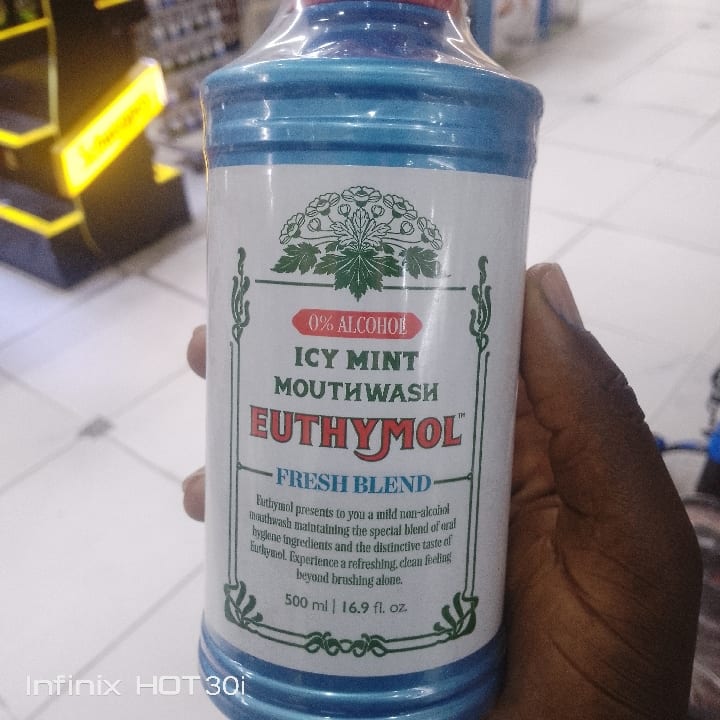 0% ALCOHOL
ICY MINT
MOUTHWASH
EUTHYMOL™
FRESH BLEND
Euthymol presents to you a mild non-alcohol
mouthwash maintaining the special blend of oral
hygiene ingredients and the distinctive taste of
Euthymol. Experience a refreshing, clean feeling
beyond brushing alone.
500 ml | 16.9 fl. oz.
Infinix HOT 30i